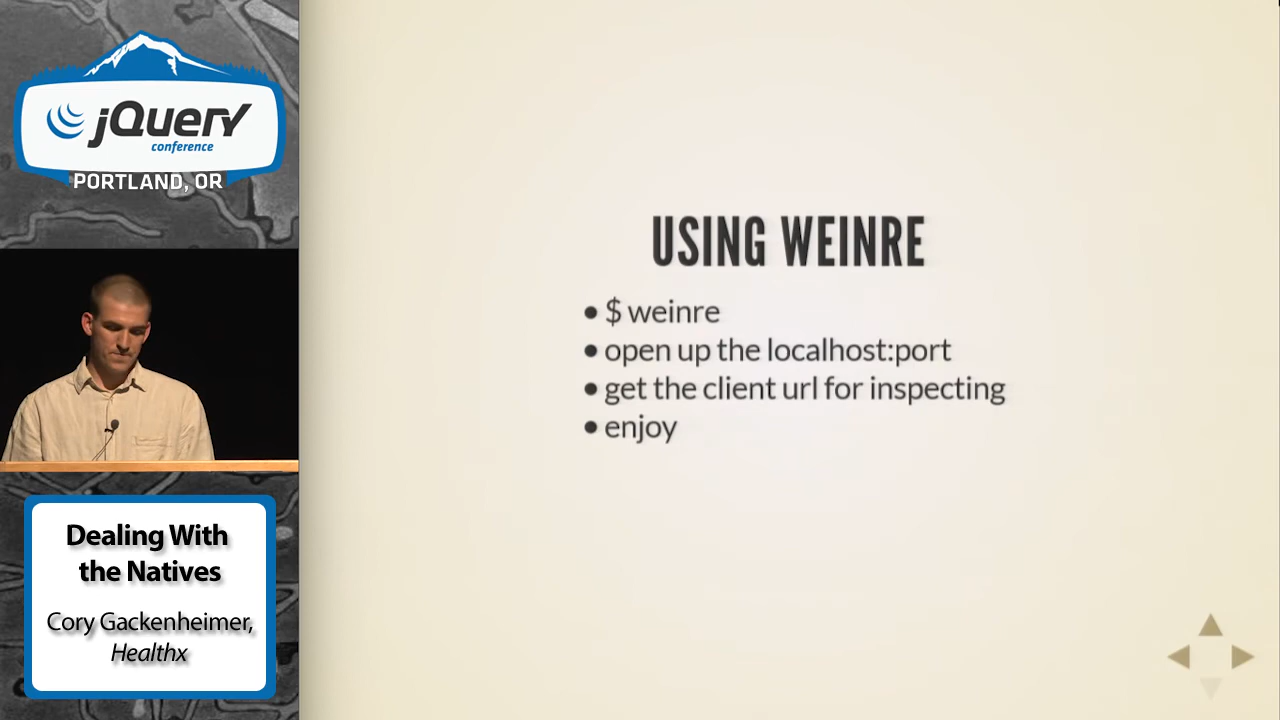 jQuery
conference
PORTLAND, OR
Dealing With
the Natives
Cory Gackenheimer,
Healthx
USING WEINRE
• $ weinre
• open up the localhost:port
• get the client url for inspecting
• enjoy